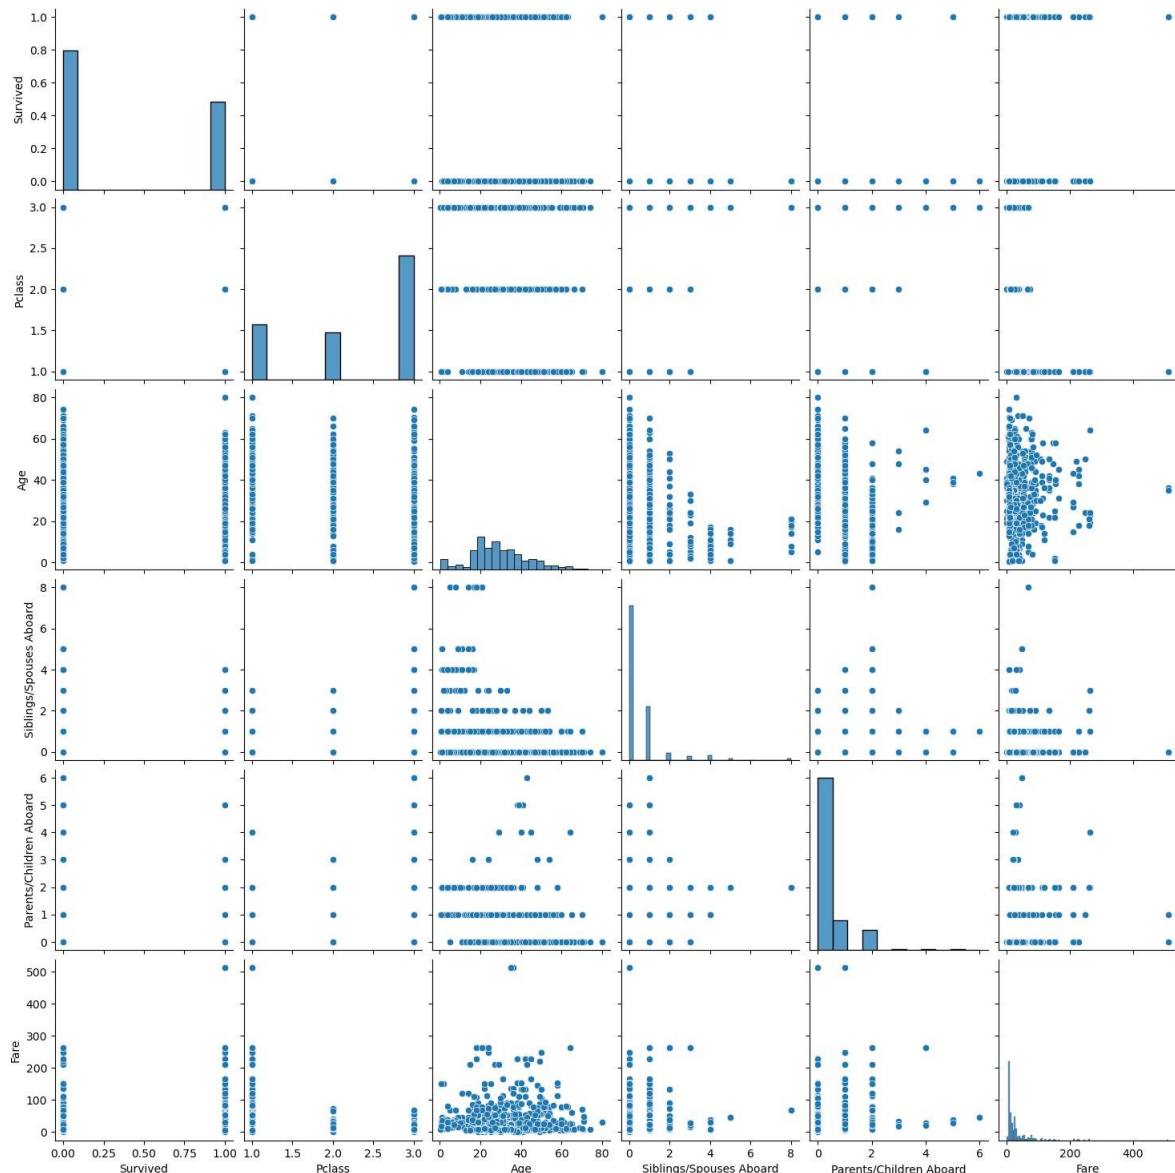 1.0
0.8
0.6
0.4
0.2
0.0
Survived
3.0
2.5
2.0
1.5
1.0
Pclass
80
60
40
20
0
Age
8
6
4
2
0
Siblings/Spouses Aboard
6
5
4
3
2
1
0
Parents/Children Aboard
500
400
300
200
100
0
Fare
0.00 0.25 0.50 0.75 1.00
Survived
1.0 1.5 2.0 2.5 3.0
Pclass
0 20 40 60 80
Age
0 2 4 6 8
Siblings/Spouses Aboard
0 2 4 6
Parents/Children Aboard
0 200 400
Fare